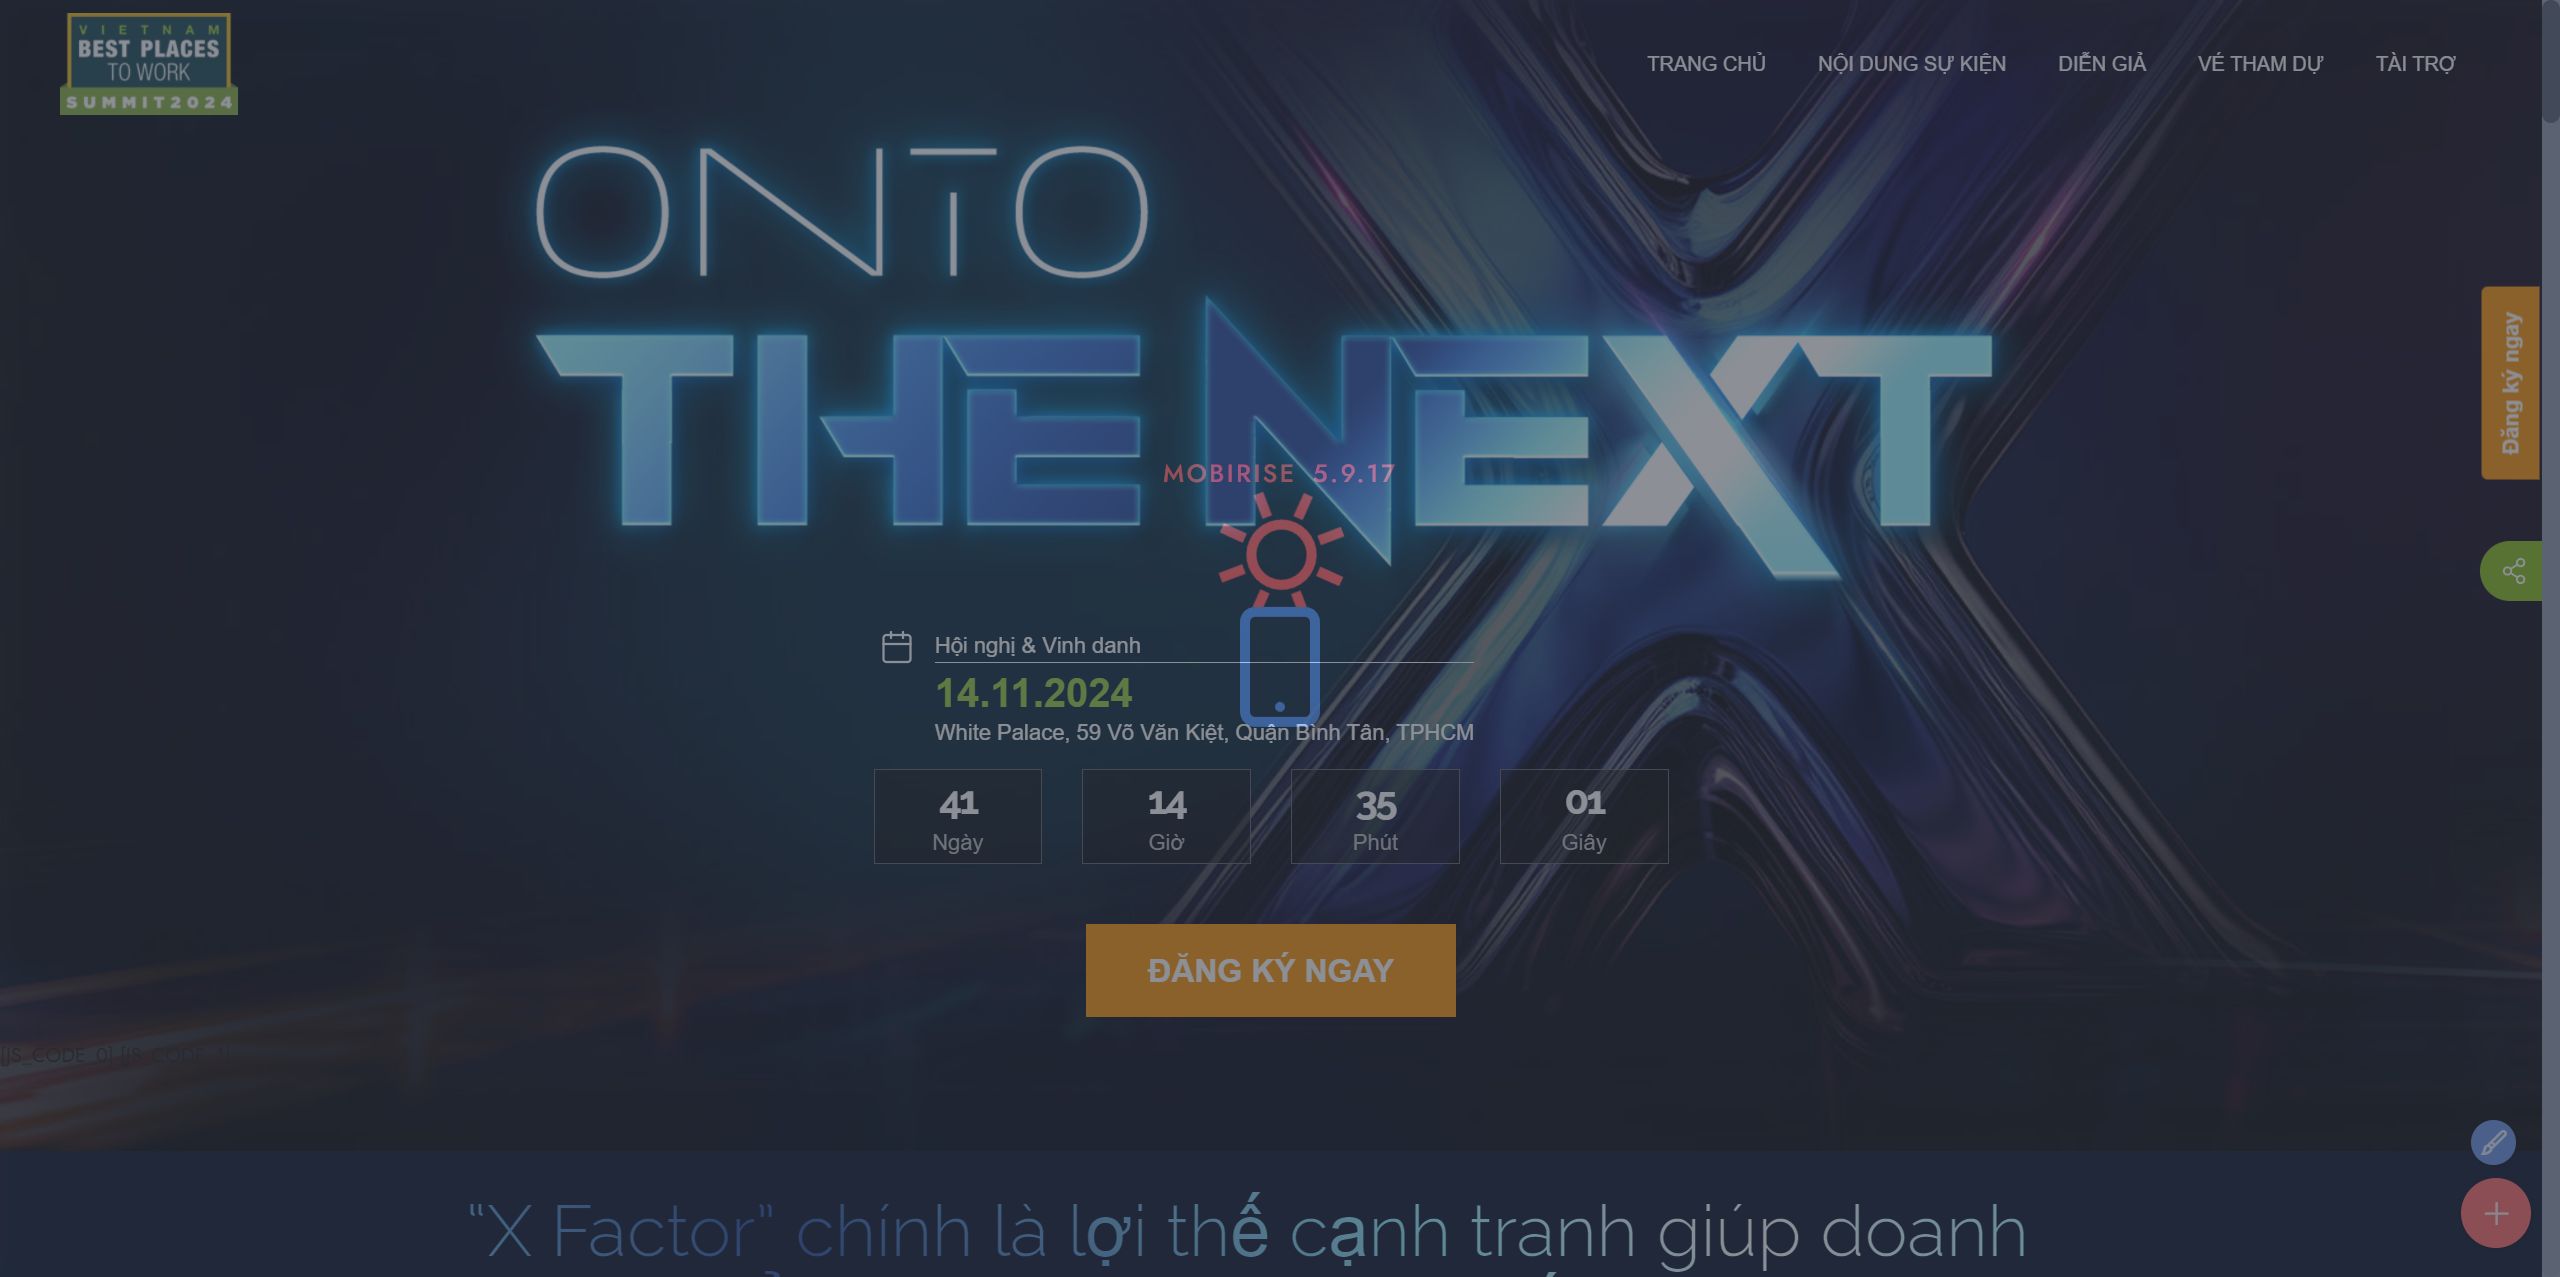 VIETNAM
BEST PLACES
TO WORK
SUMMIT2024
TRANG CHỦ NỘI DUNG SỰ KIỆN DIỄN GIẢ VÉ THAM DỰ TÀI TRỢ
ONTO
THE NEXT
Đăng ký ngay
MOBIRISE 5.9.17
Hội nghị & Vinh danh
14.11.2024
White Palace, 59 Võ Văn Kiệt, Quận Bình Tân, TPHCM
41 14 35 01
Ngày Giờ Phút Giây
ĐĂNG KÝ NGAY
[[JS_CODE_0] [JS_CODE_1]
“X Factor” chính là lợi thế cạnh tranh giúp doanh